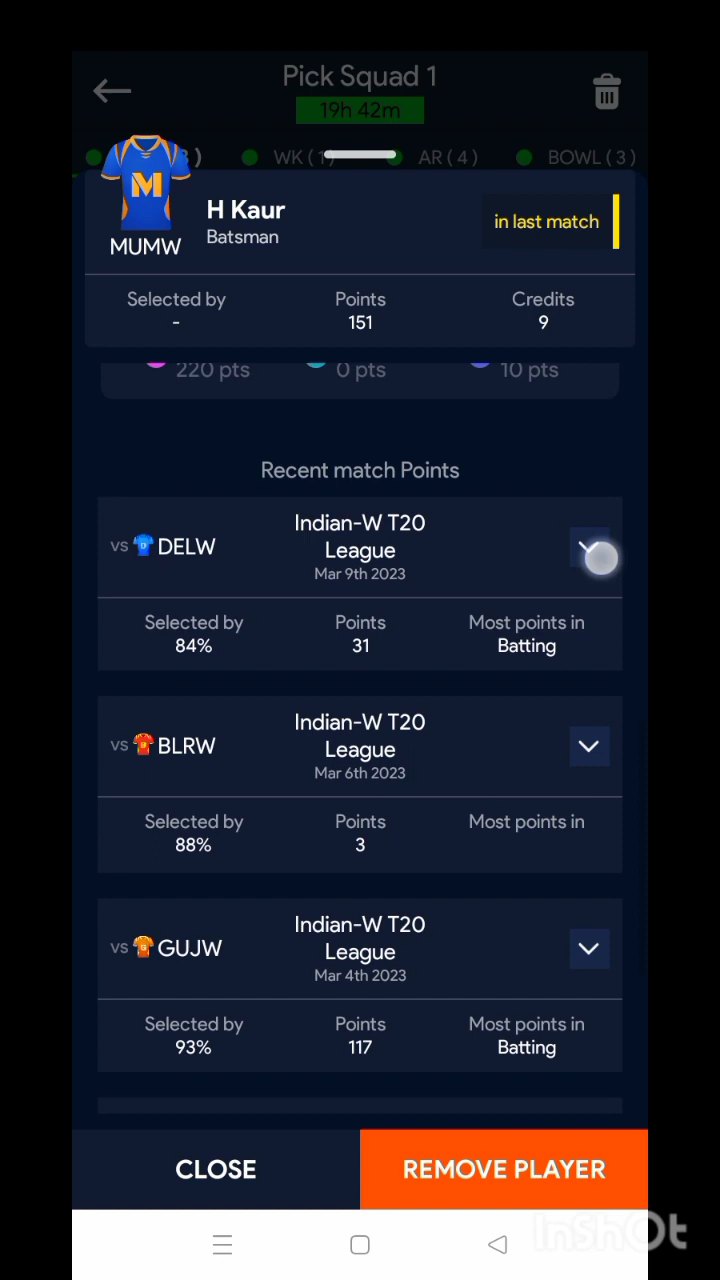 Pick Squad 1
19h 42m
WK ( 1 ) AR ( 4 ) BOWL ( 3 )
M
H Kaur
in last match
Batsman
MUMW
Selected by Points Credits
- 151 9
220 pts 0 pts 10 pts
Recent match Points
Indian-W T20
vs DELW League
Mar 9th 2023
Selected by Points Most points in
84% 31 Batting
Indian-W T20
vs BLRW League
Mar 6th 2023
Selected by Points Most points in
88% 3
Indian-W T20
vs GUJW League
Mar 4th 2023
Selected by Points Most points in
93% 117 Batting
CLOSE REMOVE PLAYER
InShOt